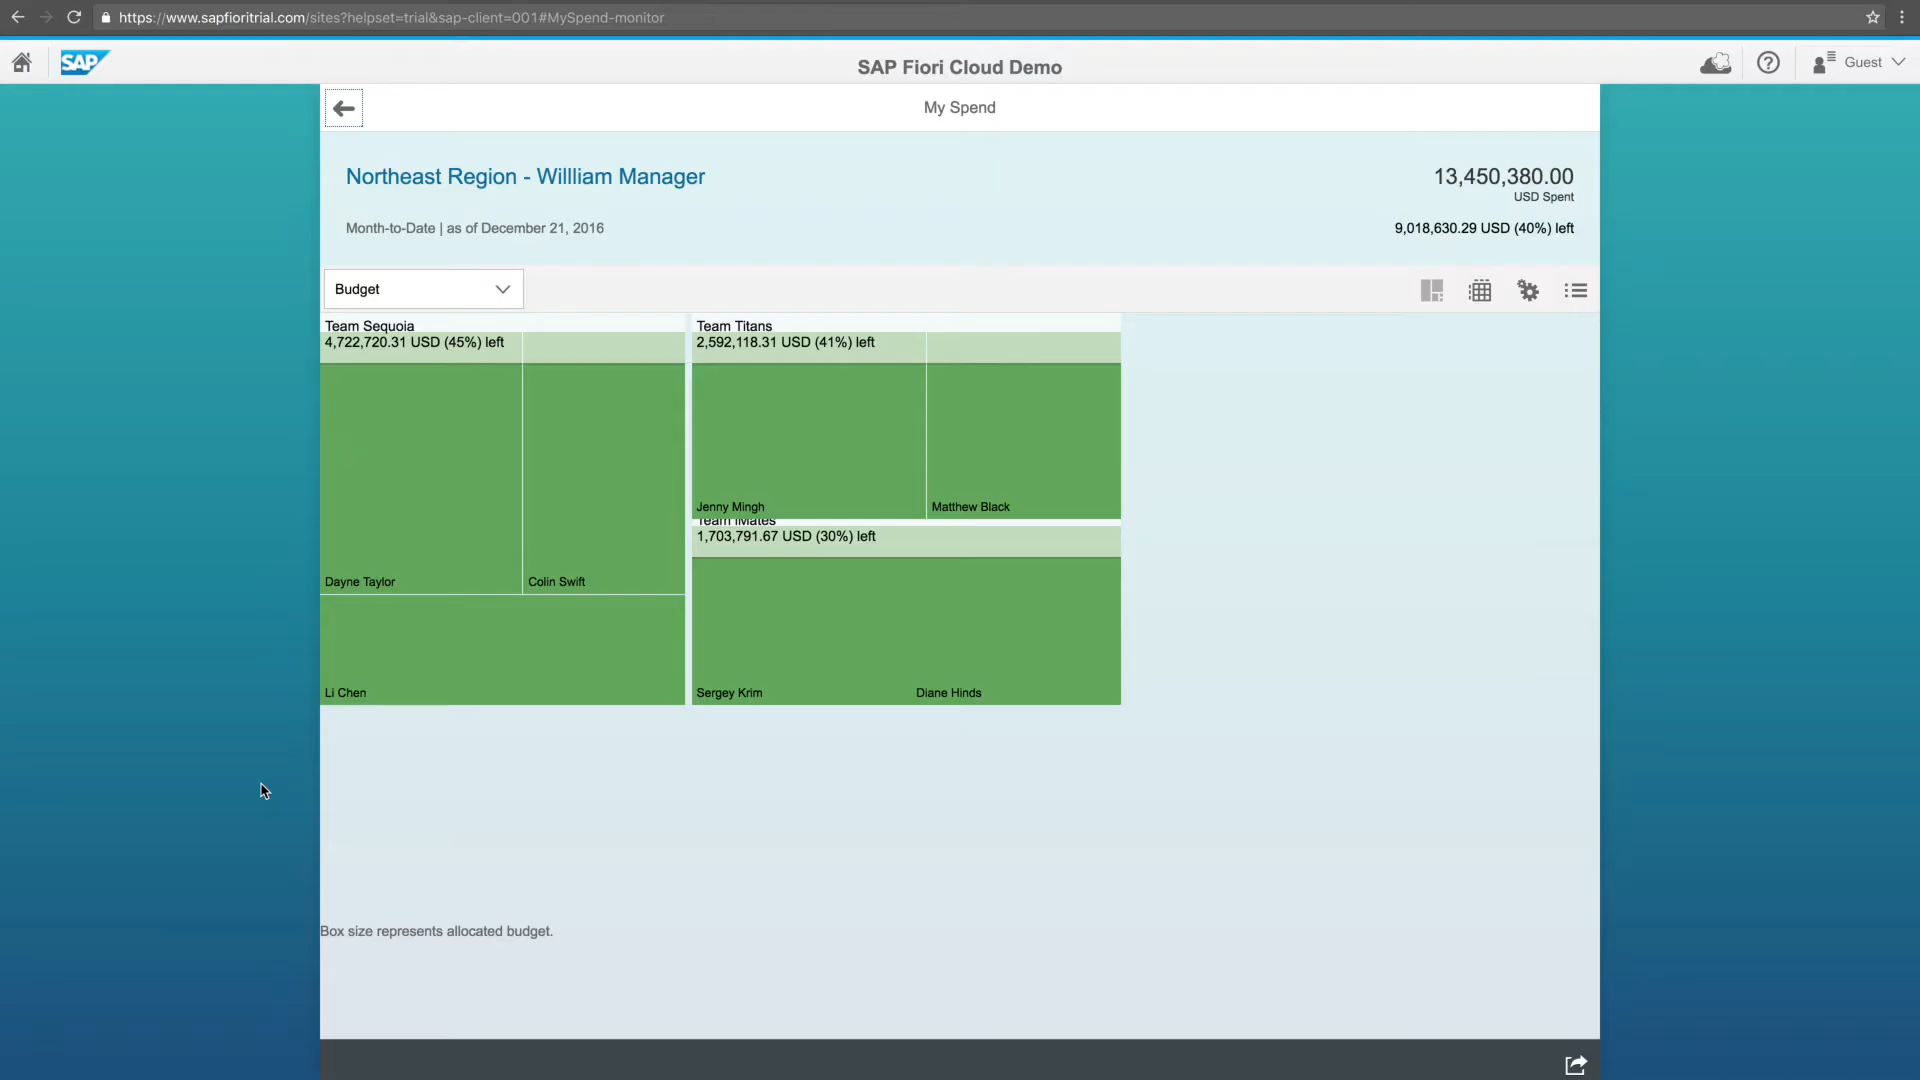 https://www.sapfioritrial.com/sites?helpset=trial&sap-client=001#MySpend-monitor
SAP
SAP Fiori Cloud Demo
Guest
My Spend
Northeast Region - Willliam Manager
13,450,380.00
USD Spent
Month-to-Date | as of December 21, 2016
9,018,630.29 USD (40%) left
Budget
Team Sequoia
4,722,720.31 USD (45%) left
Team Titans
2,592,118.31 USD (41%) left
Jenny Mingh
Matthew Black
Team iMates
1,703,791.67 USD (30%) left
Dayne Taylor
Colin Swift
Li Chen
Sergey Krim
Diane Hinds
Box size represents allocated budget.